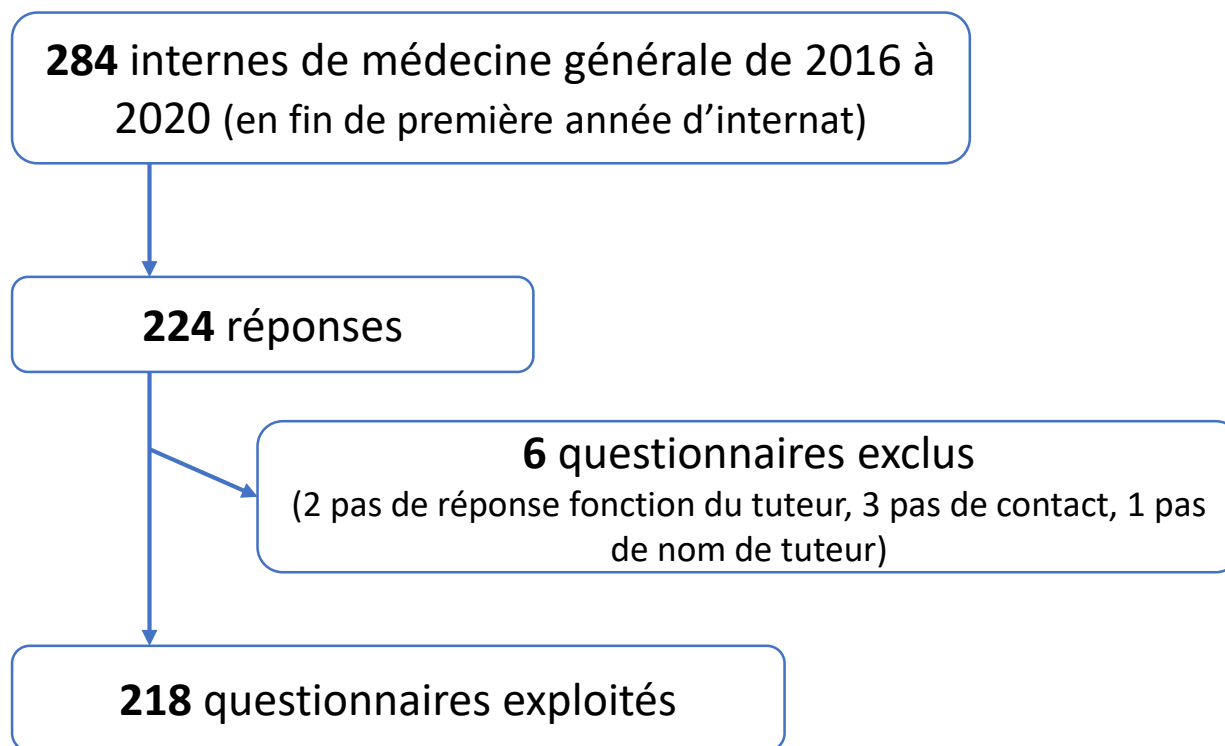 284 internes de médecine générale de 2016 à
2020 (en fin de première année d’internat)
224 réponses
6 questionnaires exclus
(2 pas de réponse fonction du tuteur, 3 pas de contact, 1 pas
de nom de tuteur)
218 questionnaires exploités